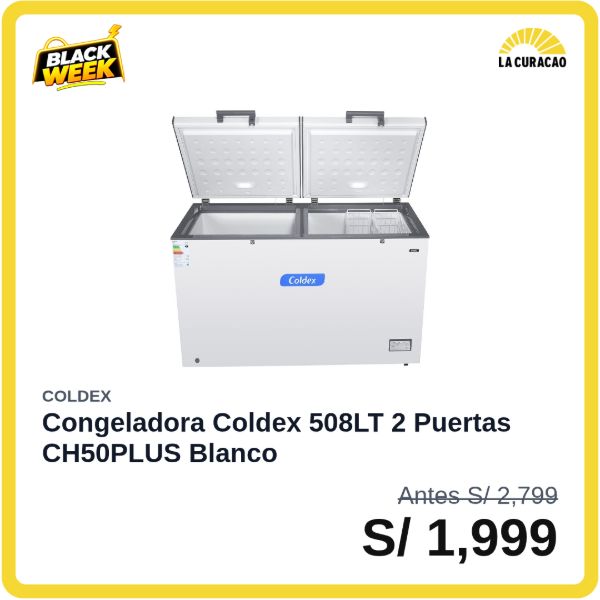 BLACK
WEEK
LA CURACAO
Coldex
COLDEX
Congeladora Coldex 508LT 2 Puertas
CH50PLUS Blanco
Antes S/ 2,799
S/ 1,999